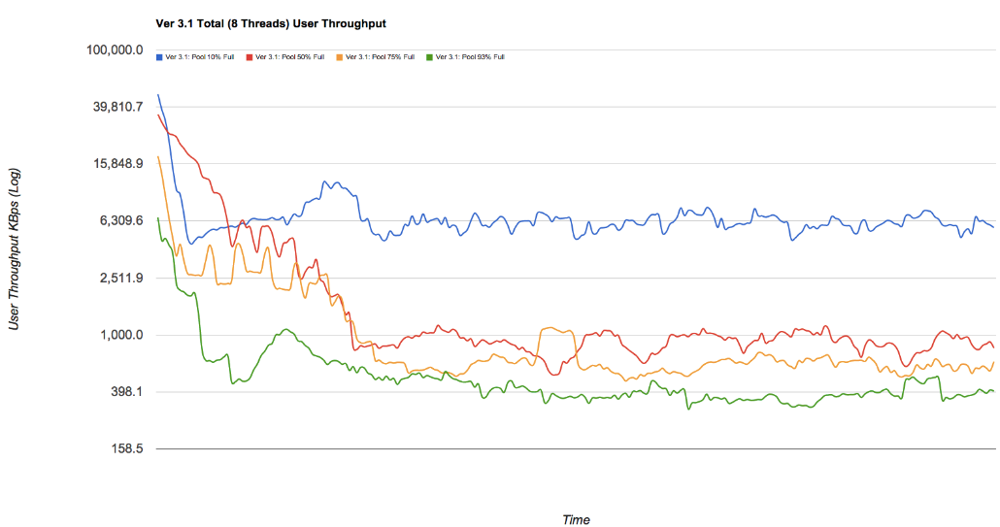 Ver 3.1 Total (8 Threads) User Throughput
100,000.0
Ver 3.1: Pool 10% Full Ver 3.1: Pool 50% Full Ver 3.1: Pool 75% Full Ver 3.1: Pool 93% Full
39,810.7
15,848.9
6,309.6
2,511.9
1,000.0
398.1
158.5
User Throughput KBps (Log)
Time